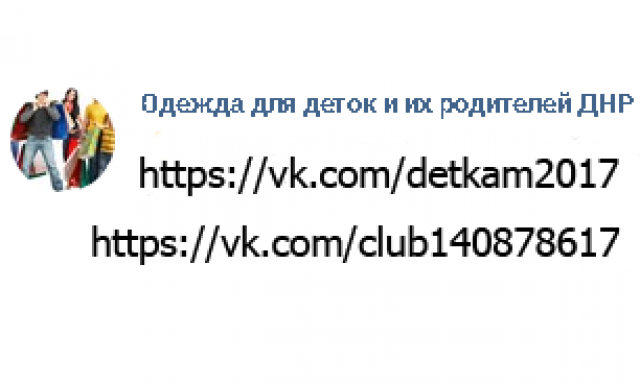 Одежда для деток и их родителей ДНР
https://vk.com/detkam2017
https://vk.com/club140878617